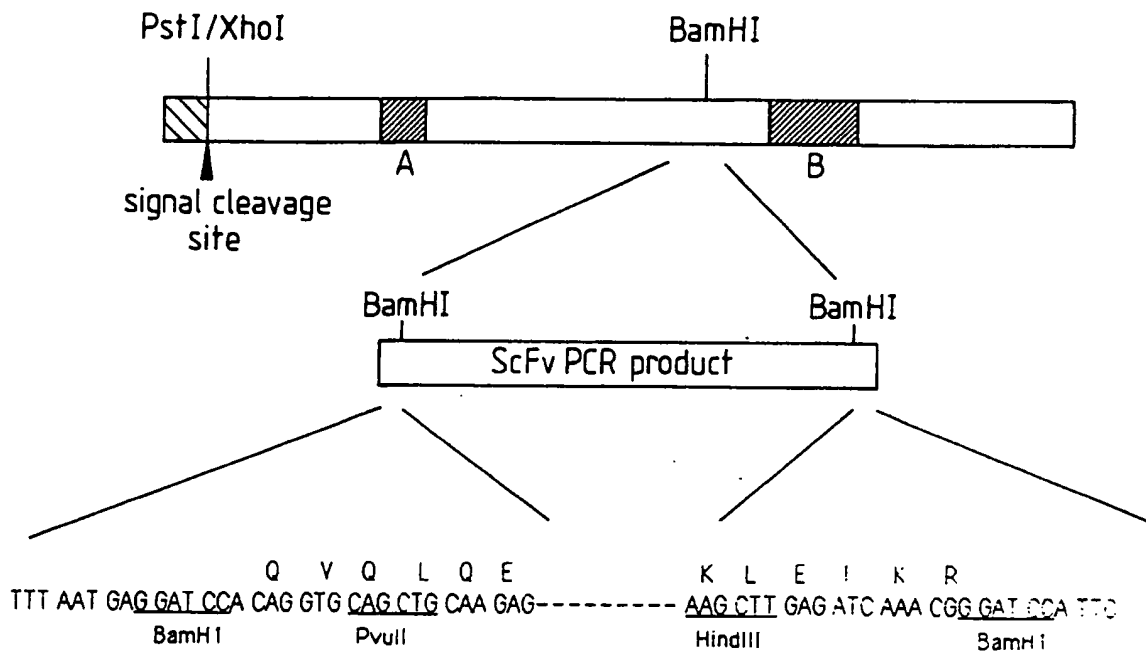 PstI/XhoI BamHI
A B
signal cleavage
site
BamHI BamHI
ScFv PCR product
Q V Q L Q E K L E I K R
TTT AAT GAG GAT CCA CAG GTG CAG CTG CAA GAG---------- AAG CTT GAG ATC AAA CGG GAT CCA TTC
BamHI PvuII HindIII BamHI